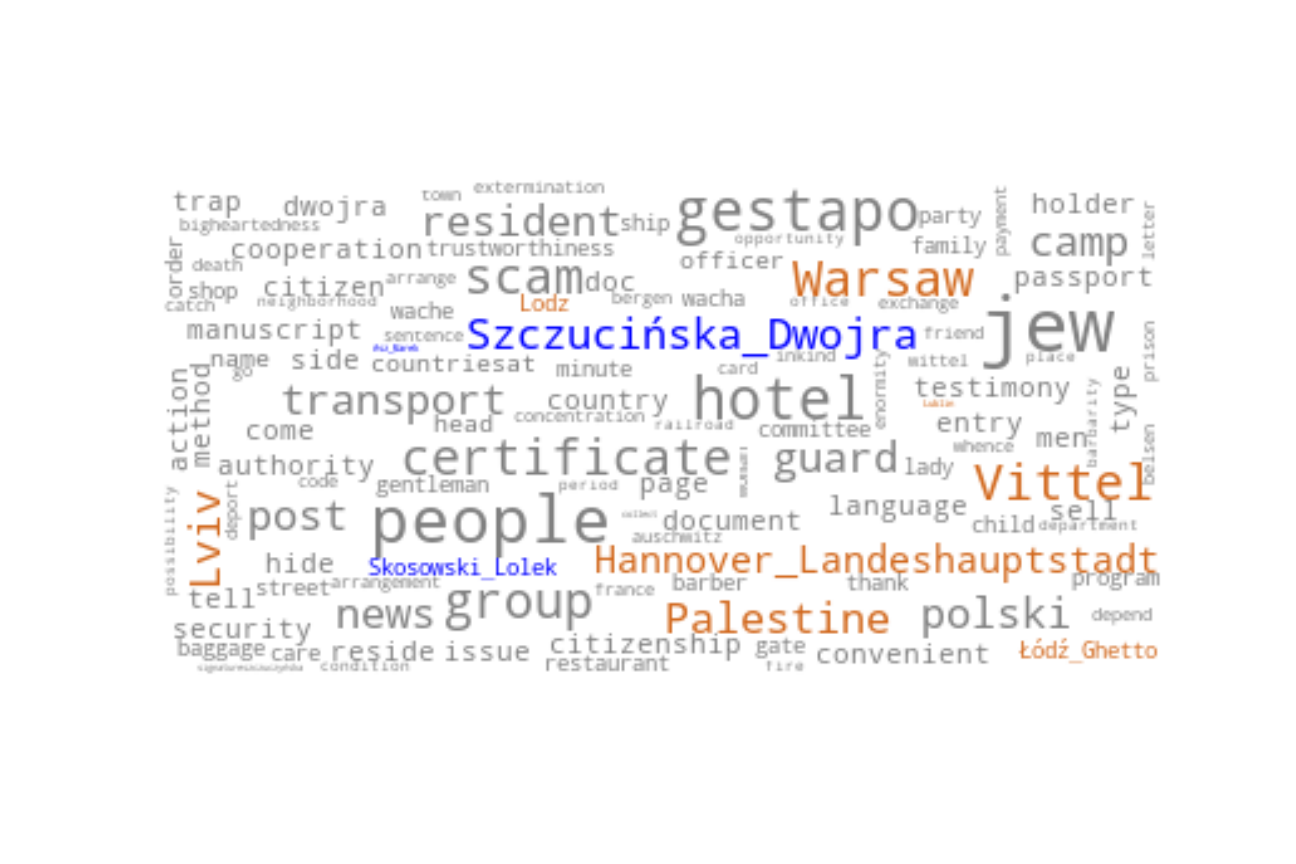 trap dwojra town extermination gestapo party payment holder letter
bigheartedness resident ship opportunity family camp
order cooperation trustworthiness officer Warsaw passport
death citizen arrange scam doc
shop neighborhood Lodz bergen wacha office exchange jew
catch wache
manuscript sentence Szczucińska_Dwojra friend prison
name side countriesat minute inkind wittel place
go card enormity testimony type
action method transport country hotel barbarity
come head concentration railroad committee entry men
authority certificate guard lady whence belsen
code gentleman period page Vittel
possibility Lviv deport post people document language sell
auschwitz child department
hide Skosowski_Lolek Hannover_Landeshauptstadt
street arrangement france barber thank program
tell news group Palestine polski depend
security
baggage care reside issue citizenship gate convenient Łódź_Ghetto
condition restaurant fire